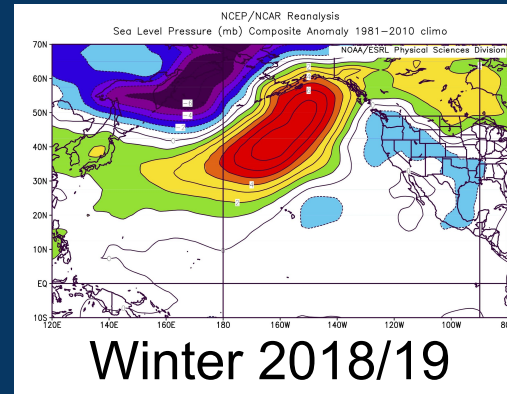 NCEP/NCAR Reanalysis
Sea Level Pressure (mb) Composite Anomaly 1981−2010 climo
NOAA/ESRL Physical Sciences Division
70N
60N
50N
40N
30N
20N
10N
EQ
10S
120E 140E 160E 180 160W 140W 120W 100W
Winter 2018/19